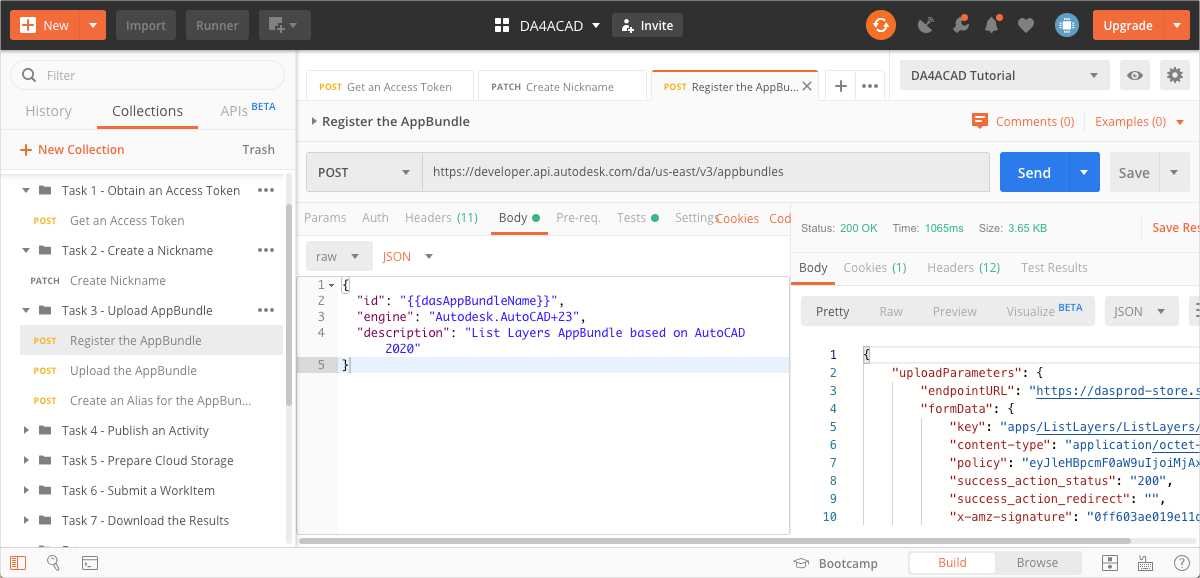 New
Import
Runner
DA4ACAD
Invite
Upgrade
Filter
History
Collections
APIs BETA
New Collection
Trash
Task 1 - Obtain an Access Token
POST Get an Access Token
Task 2 - Create a Nickname
PATCH Create Nickname
Task 3 - Upload AppBundle
POST Register the AppBundle
POST Upload the AppBundle
POST Create an Alias for the AppBun...
Task 4 - Publish an Activity
Task 5 - Prepare Cloud Storage
Task 6 - Submit a WorkItem
Task 7 - Download the Results
POST Get an Access Token
PATCH Create Nickname
POST Register the AppBu...
DA4ACAD Tutorial
Register the AppBundle
Comments (0)
Examples (0)
POST
https://developer.api.autodesk.com/da/us-east/v3/appbundles
Send
Save
Params Auth Headers (11) Body Pre-req. Tests Settings Cookies Cod
raw JSON
1 {
2 "id": "{{dasAppBundleName}}",
3 "engine": "Autodesk.AutoCAD+23",
4 "description": "List Layers AppBundle based on AutoCAD
2020"
5 }
Status: 200 OK Time: 1065ms Size: 3.65 KB Save Res
Body Cookies (1) Headers (12) Test Results
Pretty Raw Preview Visualize BETA JSON
1 {
2 "uploadParameters": {
3 "endpointURL": "https://dasprod-store.s
4 "formData": {
5 "key": "apps/ListLayers/ListLayers/
6 "content-type": "application/octet-
7 "policy": "eyJleHBpcmF0aW9uIjoiMjAx
8 "success_action_status": "200",
9 "success_action_redirect": "",
10 "x-amz-signature": "0ff603ae019e11c
Bootcamp
Build
Browse